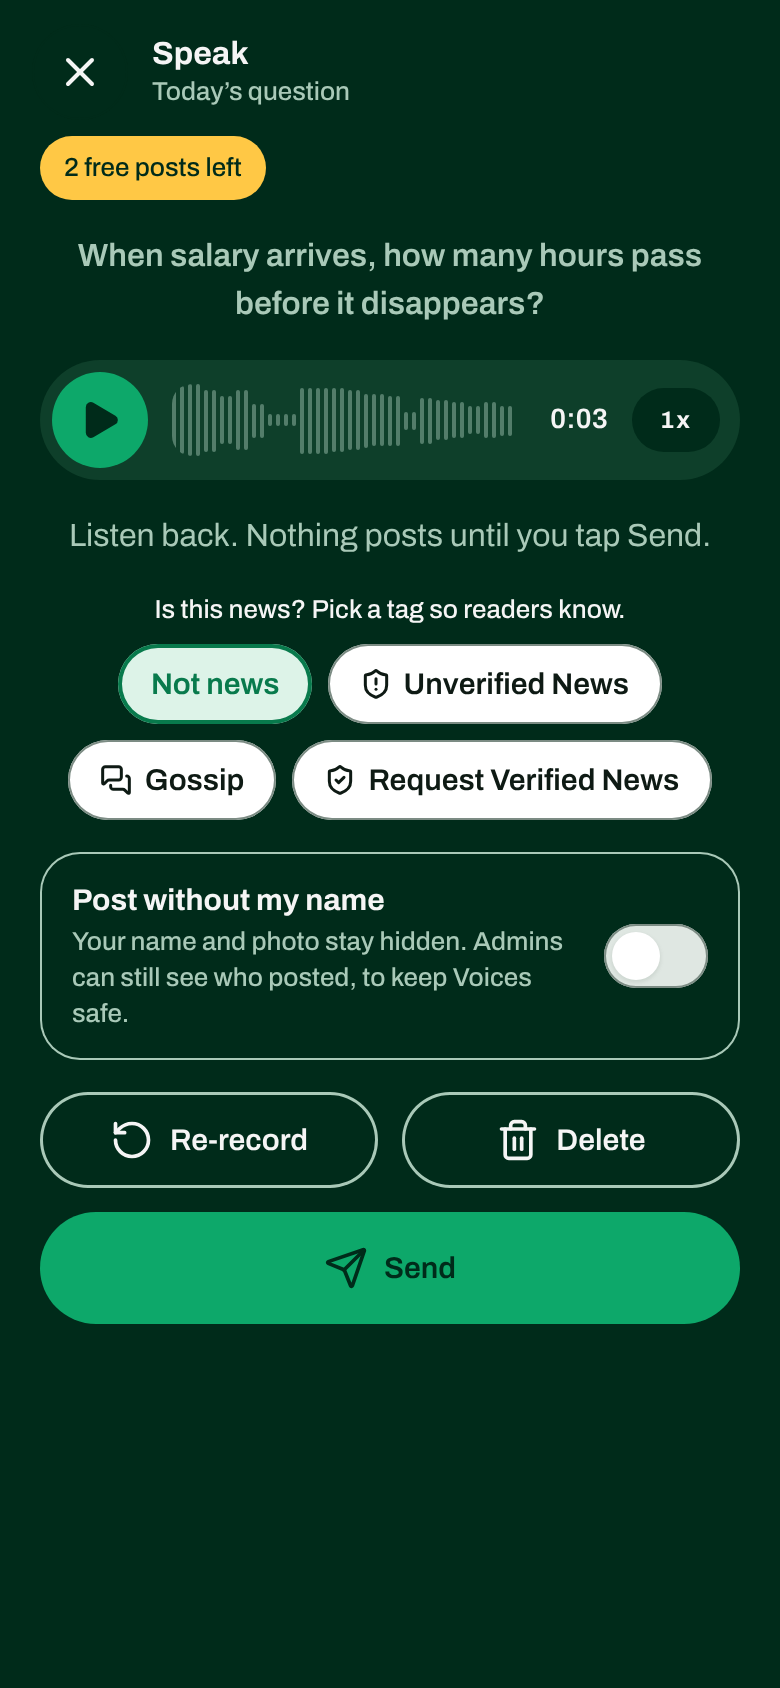 Speak
Today’s question
2 free posts left
When salary arrives, how many hours pass
before it disappears?
0:03
1x
Listen back. Nothing posts until you tap Send.
Is this news? Pick a tag so readers know.
Not news
Unverified News
Gossip
Request Verified News
Post without my name
Your name and photo stay hidden. Admins
can still see who posted, to keep Voices
safe.
Re-record
Delete
Send